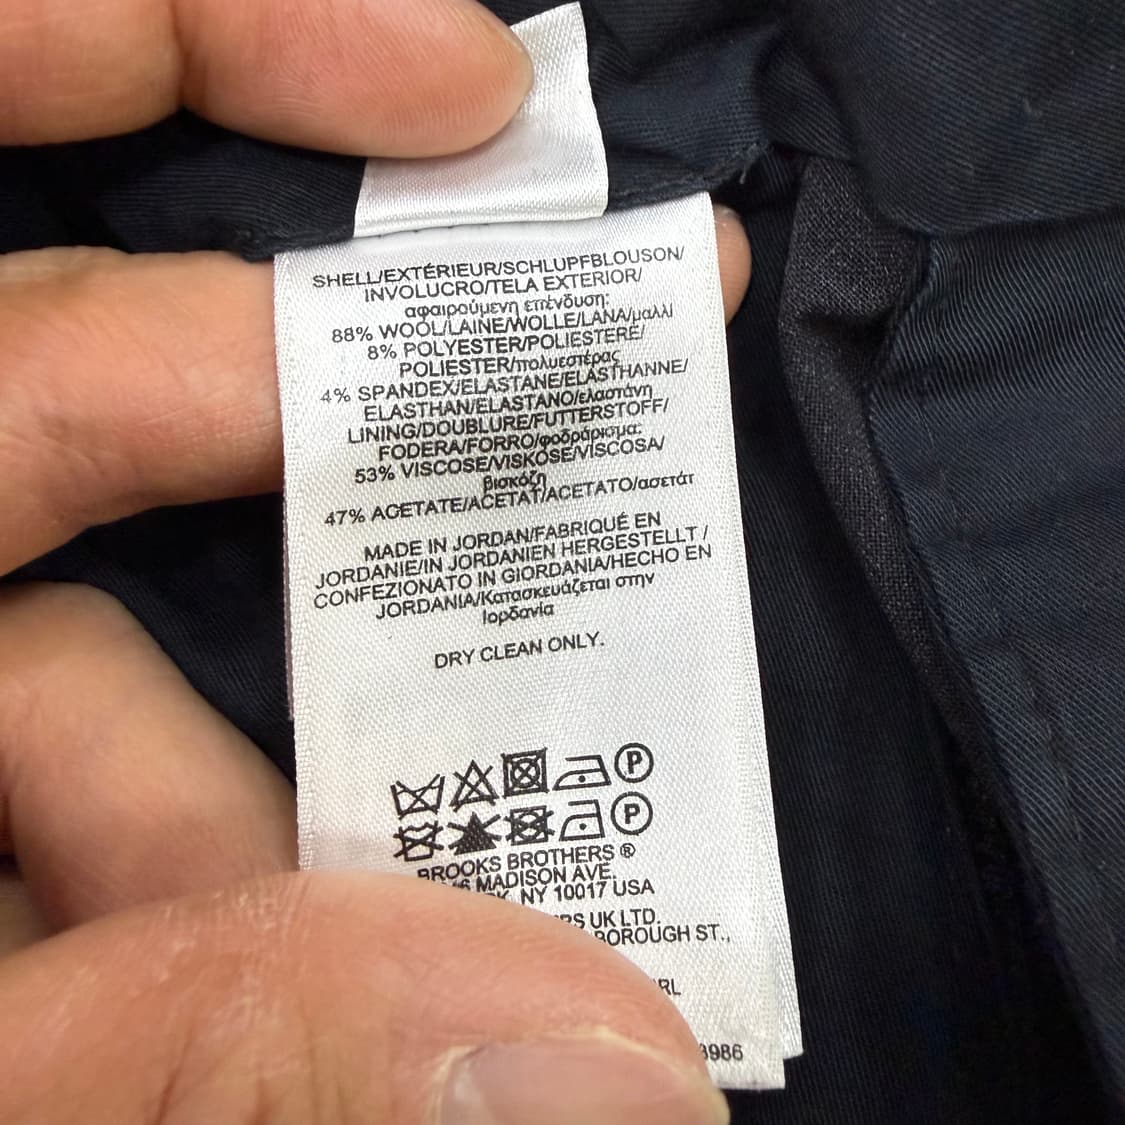 SHELL/EXTÉRIEUR/SCHLUPFBLOUSON/
INVOLUCRO/TELA EXTERIOR/
αφαιρούμενη επένδυση:
88% WOOL/LAINE/WOLLE/LANA/μαλλί
8% POLYESTER/POLIESTERE/
POLIESTER/πολυεστέρας
4% SPANDEX/ELASTANE/ELASTHANNE/
ELASTHAN/ELASTANO/ελαστάνη
LINING/DOUBLURE/FUTTERSTOFF/
FODERA/FORRO/φοδράρισμα:
53% VISCOSE/VISKOSE/VISCOSA/
βισκόζη
47% ACETATE/ACETAT/ACETATO/ασετάτ
MADE IN JORDAN/FABRIQUÉ EN
JORDANIE/IN JORDANIEN HERGESTELLT /
CONFEZIONATO IN GIORDANIA/HECHO EN
JORDANIA/Κατασκευάζεται στην
Ιορδανία
DRY CLEAN ONLY.
P
P
BROOKS BROTHERS ®
MADISON AVE.
NY 10017 USA
UK LTD.
ST.,